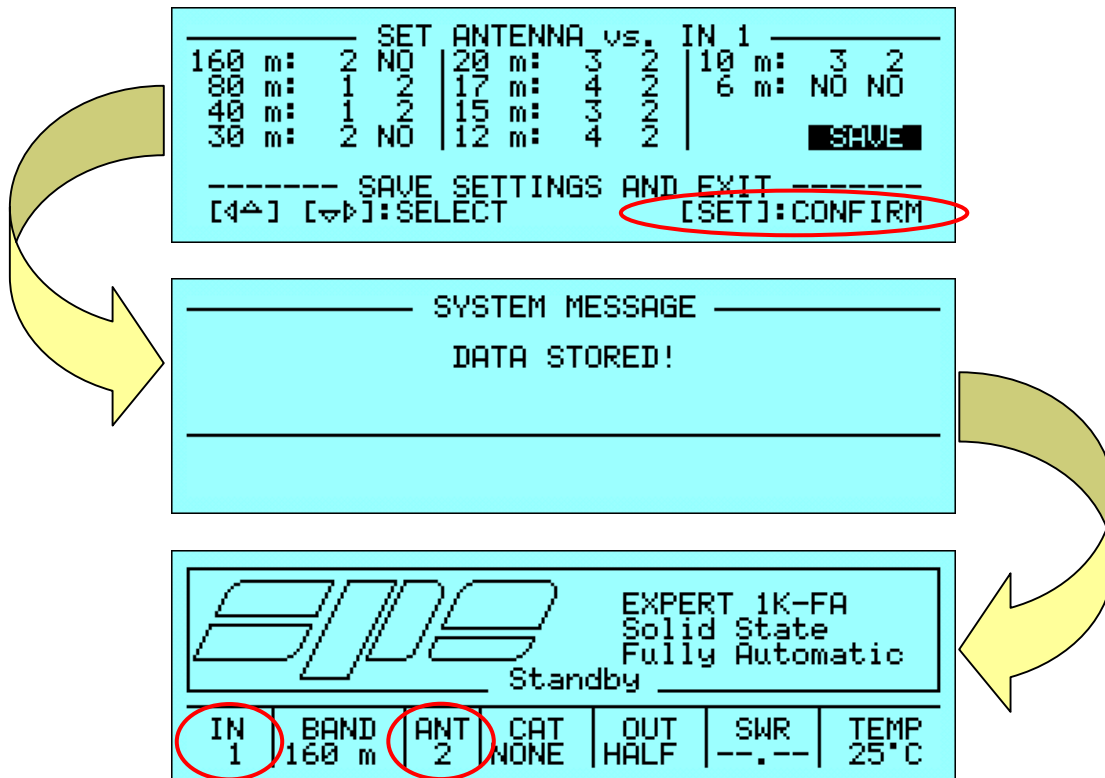 SET ANTENNA vs. IN 1
160 m: 2 NO 20 m: 3 2 10 m: 3 2
80 m: 1 2 17 m: 4 2 6 m: NO NO
40 m: 1 2 15 m: 3 2
30 m: 2 NO 12 m: 4 2 SAVE
------- SAVE SETTINGS AND EXIT -------
[◁△] [▽▷]:SELECT [SET]:CONFIRM
SYSTEM MESSAGE
DATA STORED!
spe
EXPERT 1K-FA
Solid State
Fully Automatic
Standby
IN BAND ANT CAT OUT SWR TEMP
1 160 m 2 NONE HALF --.-- 25°C